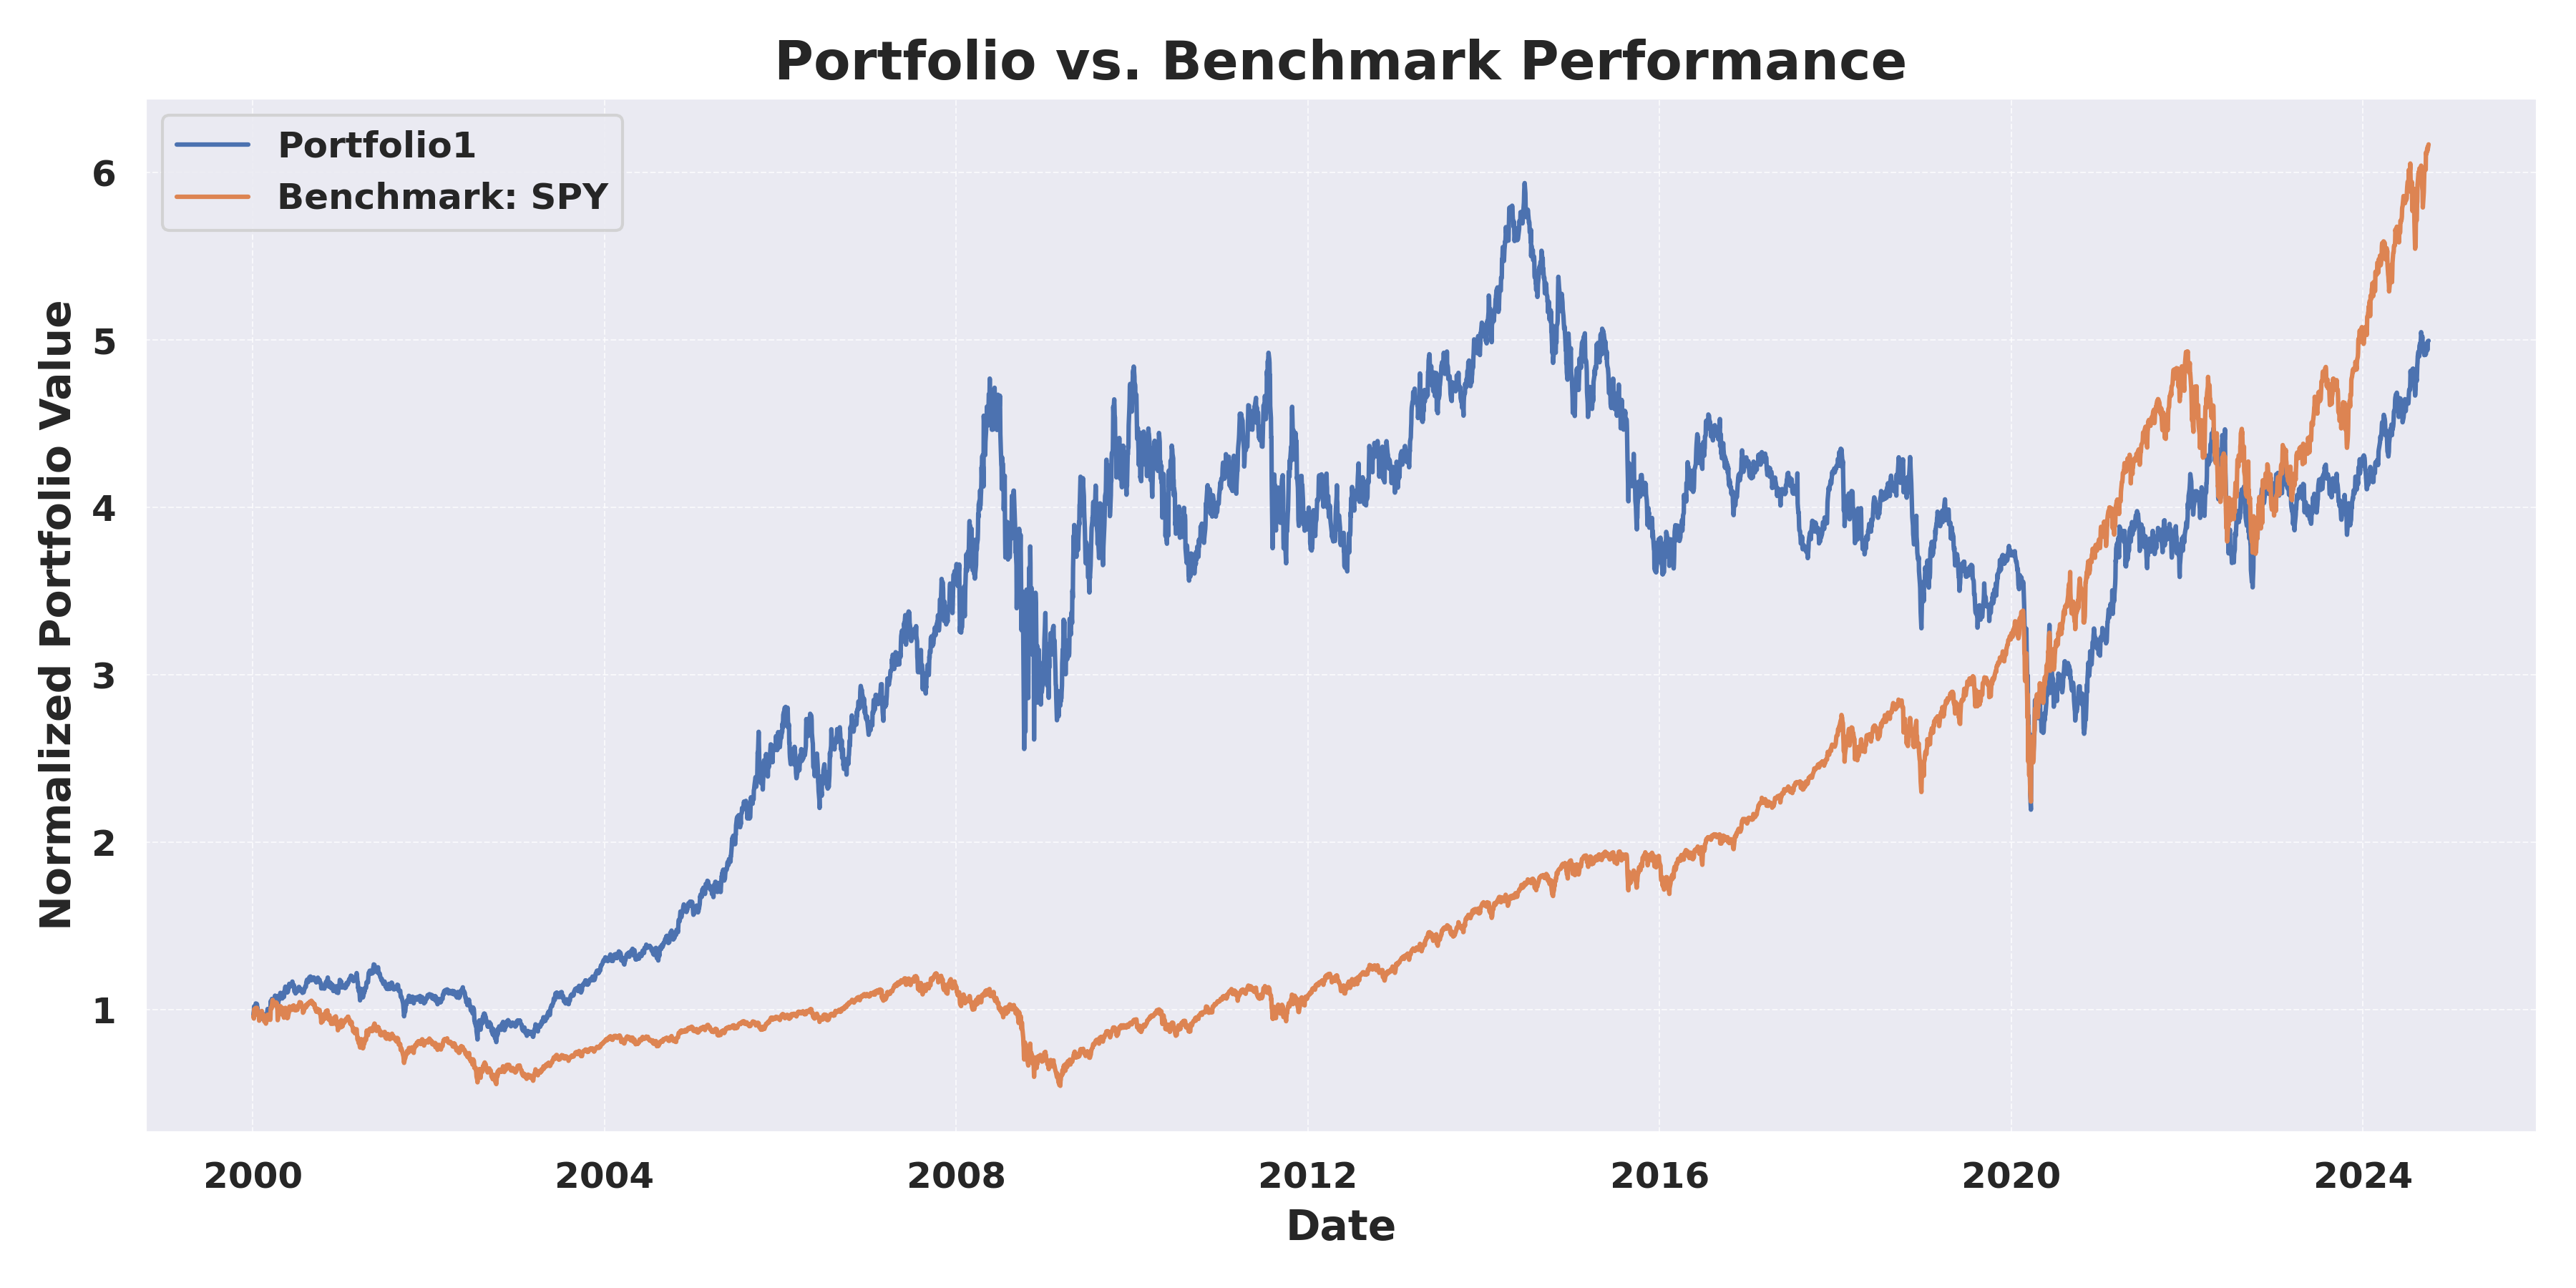 Portfolio vs. Benchmark Performance
Portfolio1
Benchmark: SPY
Normalized Portfolio Value
6
5
4
3
2
1
2000 2004 2008 2012 2016 2020 2024
Date